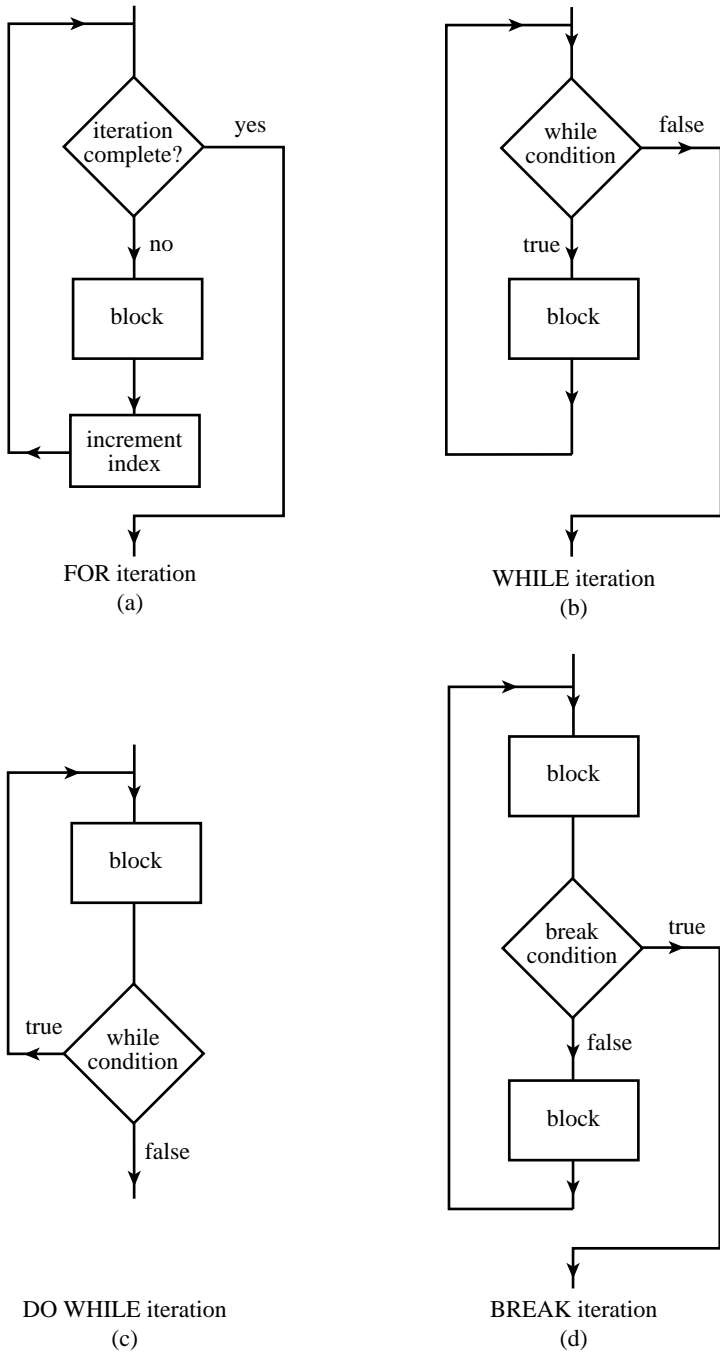 iteration
complete?
yes
no
block
increment
index
FOR iteration
(a)
while
condition
false
true
block
WHILE iteration
(b)
block
true
while
condition
false
DO WHILE iteration
(c)
block
break
condition
true
false
block
BREAK iteration
(d)